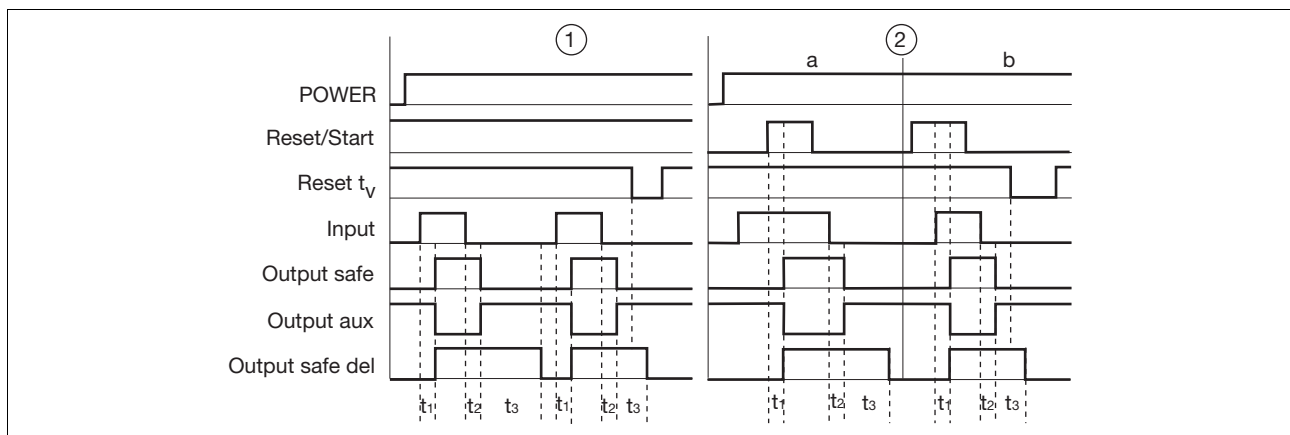 ① ②
a b
POWER
Reset/Start
Reset tV
Input
Output safe
Output aux
Output safe del
t1 t2 t3 t1 t2 t3 t1 t2 t3 t1 t2 t3